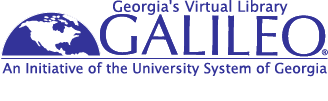 Georgia's Virtual Library
GALILEO®
An Initiative of the University System of Georgia